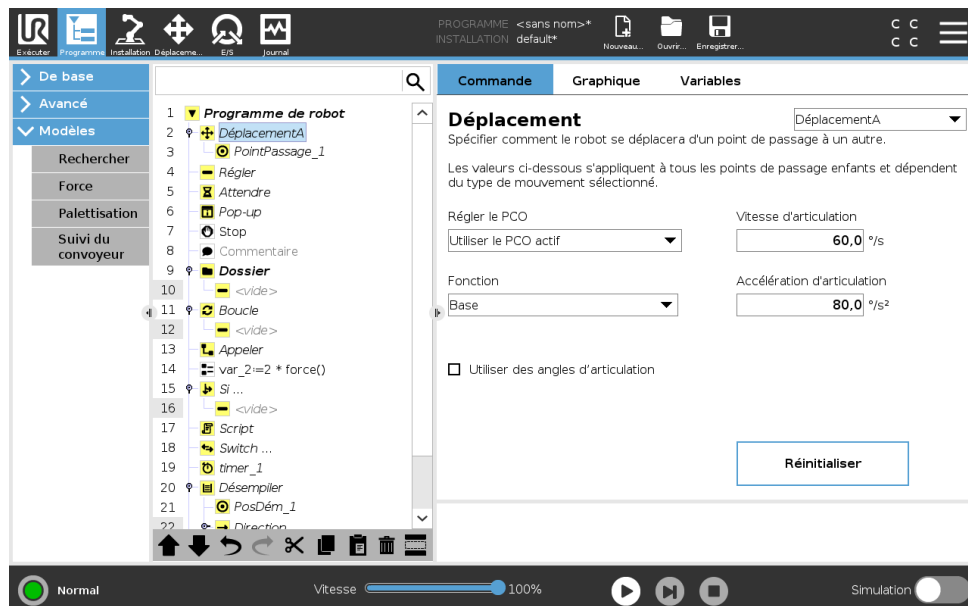 UR
PROGRAMME <sans nom>*
INSTALLATION default*
Exécuter
Programme
Installation
Déplaceme...
E/S
Journal
Nouveau...
Ouvrir...
Enregistrer...
C C
C C
De base
Avancé
Modèles
Rechercher
Force
Palettisation
Suivi du
convoyeur
1 Programme de robot
2 DéplacementA
3 PointPassage_1
4 Régler
5 Attendre
6 Pop-up
7 Stop
8 Commentaire
9 Dossier
10 <vide>
11 Boucle
12 <vide>
13 Appeler
14 var_2:=2 * force()
15 Si ...
16 <vide>
17 Script
18 Switch ...
19 timer_1
20 Désempiler
21 PosDém_1
22 Direction
Commande Graphique Variables
Déplacement
DéplacementA
Spécifier comment le robot se déplacera d'un point de passage à un autre.
Les valeurs ci-dessous s'appliquent à tous les points de passage enfants et dépendent
du type de mouvement sélectionné.
Régler le PCO
Vitesse d'articulation
Utiliser le PCO actif
60,0 °/s
Fonction
Accélération d'articulation
Base
80,0 °/s²
Utiliser des angles d'articulation
Réinitialiser
Normal
Vitesse
100%
Simulation